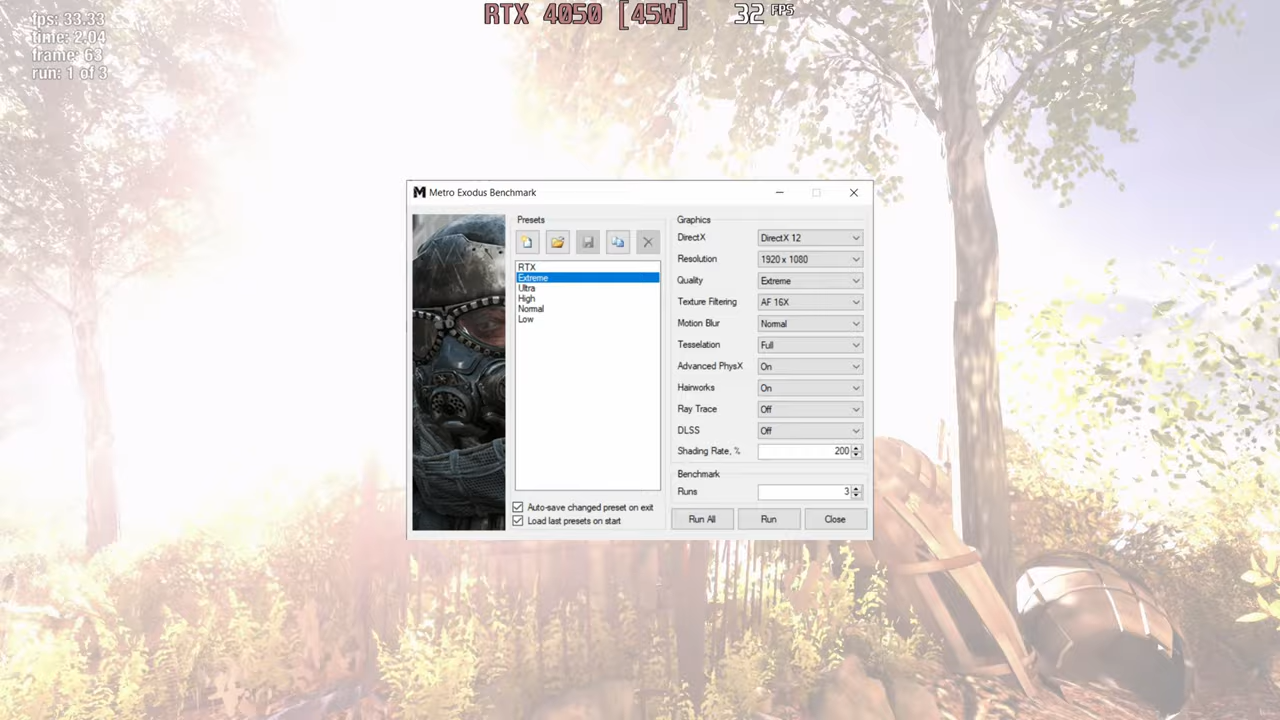 fps: 33.33
time: 2.04
frame: 63
run: 1 of 3
RTX 4050 [45W]
32 FPS
Metro Exodus Benchmark
Presets
RTX
Extreme
Ultra
High
Normal
Low
Auto-save changed preset on exit
Load last presets on start
Graphics
DirectX DirectX 12
Resolution 1920 x 1080
Quality Extreme
Texture Filtering AF 16X
Motion Blur Normal
Tesselation Full
Advanced PhysX On
Hairworks On
Ray Trace Off
DLSS Off
Shading Rate, % 200
Benchmark
Runs 3
Run All Run Close